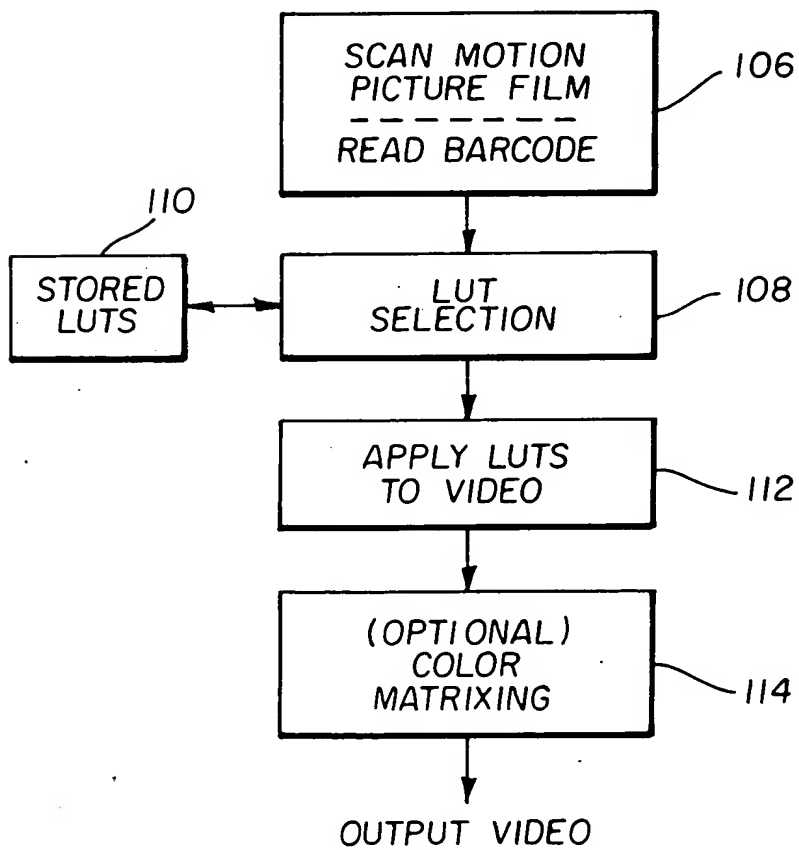 SCAN MOTION
PICTURE FILM
READ BARCODE
106
110
STORED
LUTS
LUT
SELECTION
108
APPLY LUTS
TO VIDEO
112
(OPTIONAL)
COLOR
MATRIXING
114
OUTPUT VIDEO